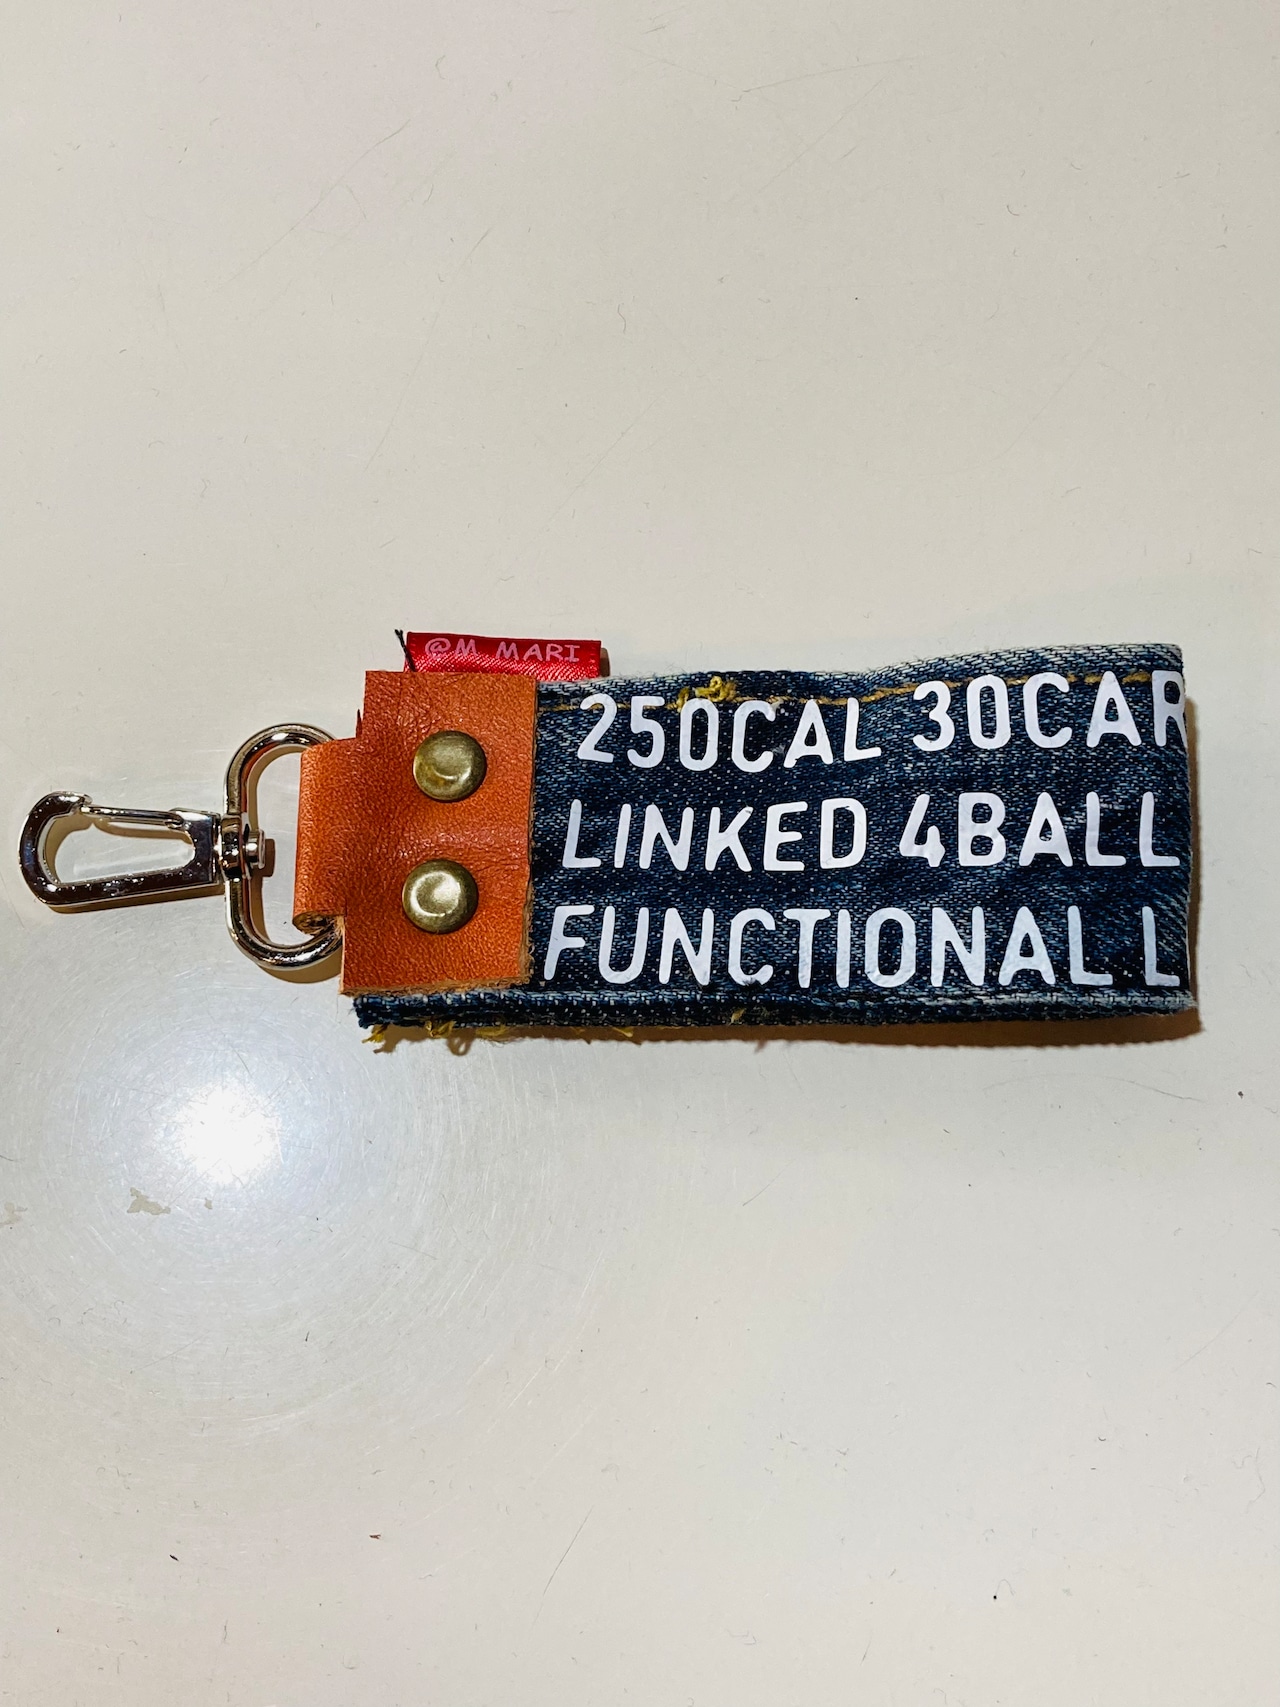 @M MARI
250CAL 30CAR
LINKED 4BALL
FUNCTIONAL L